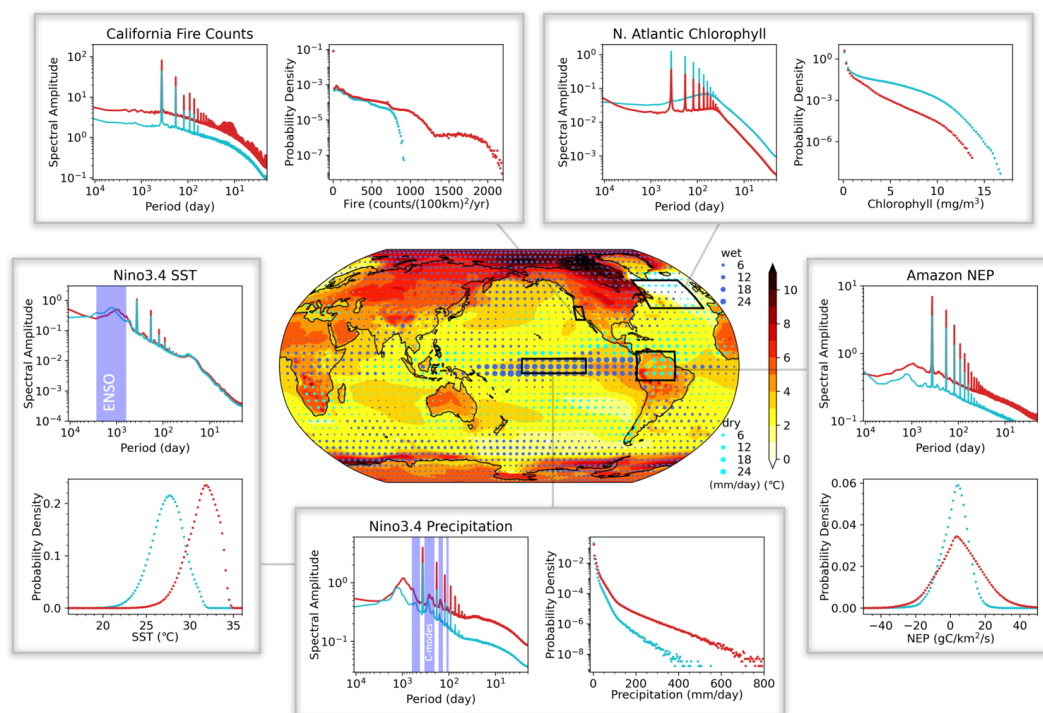 California Fire Counts
Spectral Amplitude
10²
10¹
10⁰
10⁻¹
10⁴ 10³ 10² 10¹
Period (day)
Probability Density
10⁻¹
10⁻³
10⁻⁵
10⁻⁷
0 500 1000 1500 2000
Fire (counts/(100km)²/yr)
N. Atlantic Chlorophyll
Spectral Amplitude
10⁰
10⁻¹
10⁻²
10⁻³
10⁴ 10³ 10² 10¹
Period (day)
Probability Density
10⁰
10⁻³
10⁻⁶
0 5 10 15
Chlorophyll (mg/m³)
Nino3.4 SST
Spectral Amplitude
10¹
10⁰
10⁻¹
10⁻²
10⁻³
10⁻⁴
ENSO
10⁴ 10³ 10² 10¹
Period (day)
Probability Density
0.2
0.1
0.0
20 25 30 35
SST (℃)
wet
6
12
18
24
dry
6
12
18
24
(mm/day) (℃)
10
8
6
4
2
0
Amazon NEP
Spectral Amplitude
10¹
10⁰
10⁻¹
10⁴ 10³ 10² 10¹
Period (day)
Probability Density
0.06
0.04
0.02
0.00
−40 −20 0 20 40
NEP (gC/km²/s)
Nino3.4 Precipitation
Spectral Amplitude
10⁰
10⁻¹
C-modes
10⁴ 10³ 10² 10¹
Period (day)
Probability Density
10⁻²
10⁻⁴
10⁻⁶
10⁻⁸
0 200 400 600 800
Precipitation (mm/day)